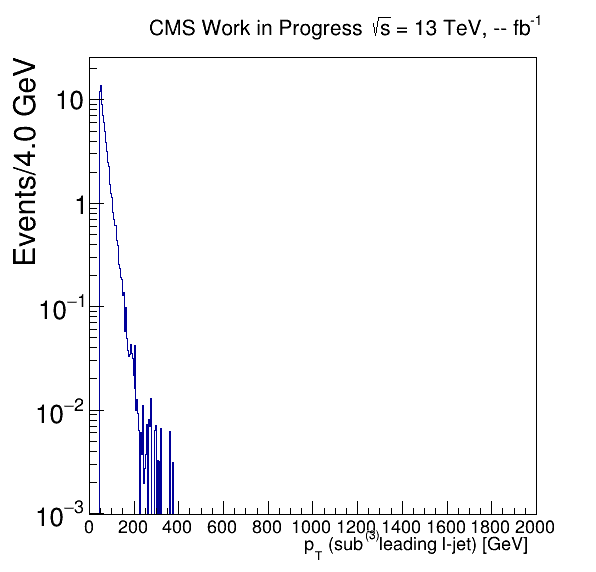 CMS Work in Progress √s = 13 TeV, -- fb⁻¹
Events/4.0 GeV
10
1
10⁻¹
10⁻²
10⁻³
0 200 400 600 800 1000 1200 1400 1600 1800 2000
p_T (sub⁽³⁾leading l-jet) [GeV]